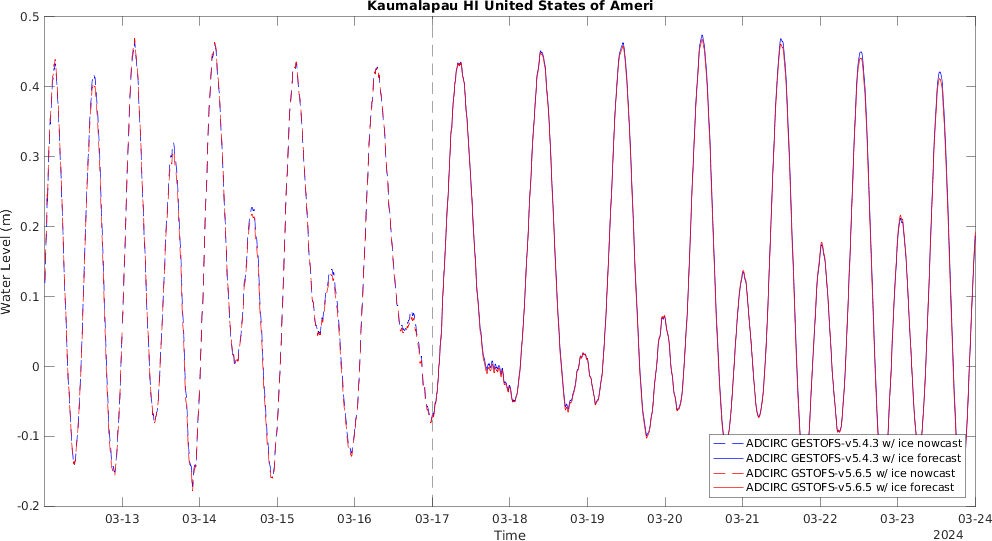 Kaumalapau HI United States of Ameri
Water Level (m)
0.5
0.4
0.3
0.2
0.1
0
-0.1
-0.2
ADCIRC GESTOFS-v5.4.3 w/ ice nowcast
ADCIRC GESTOFS-v5.4.3 w/ ice forecast
ADCIRC GSTOFS-v5.6.5 w/ ice nowcast
ADCIRC GSTOFS-v5.6.5 w/ ice forecast
03-13 03-14 03-15 03-16 03-17 03-18 03-19 03-20 03-21 03-22 03-23 03-24
Time
2024